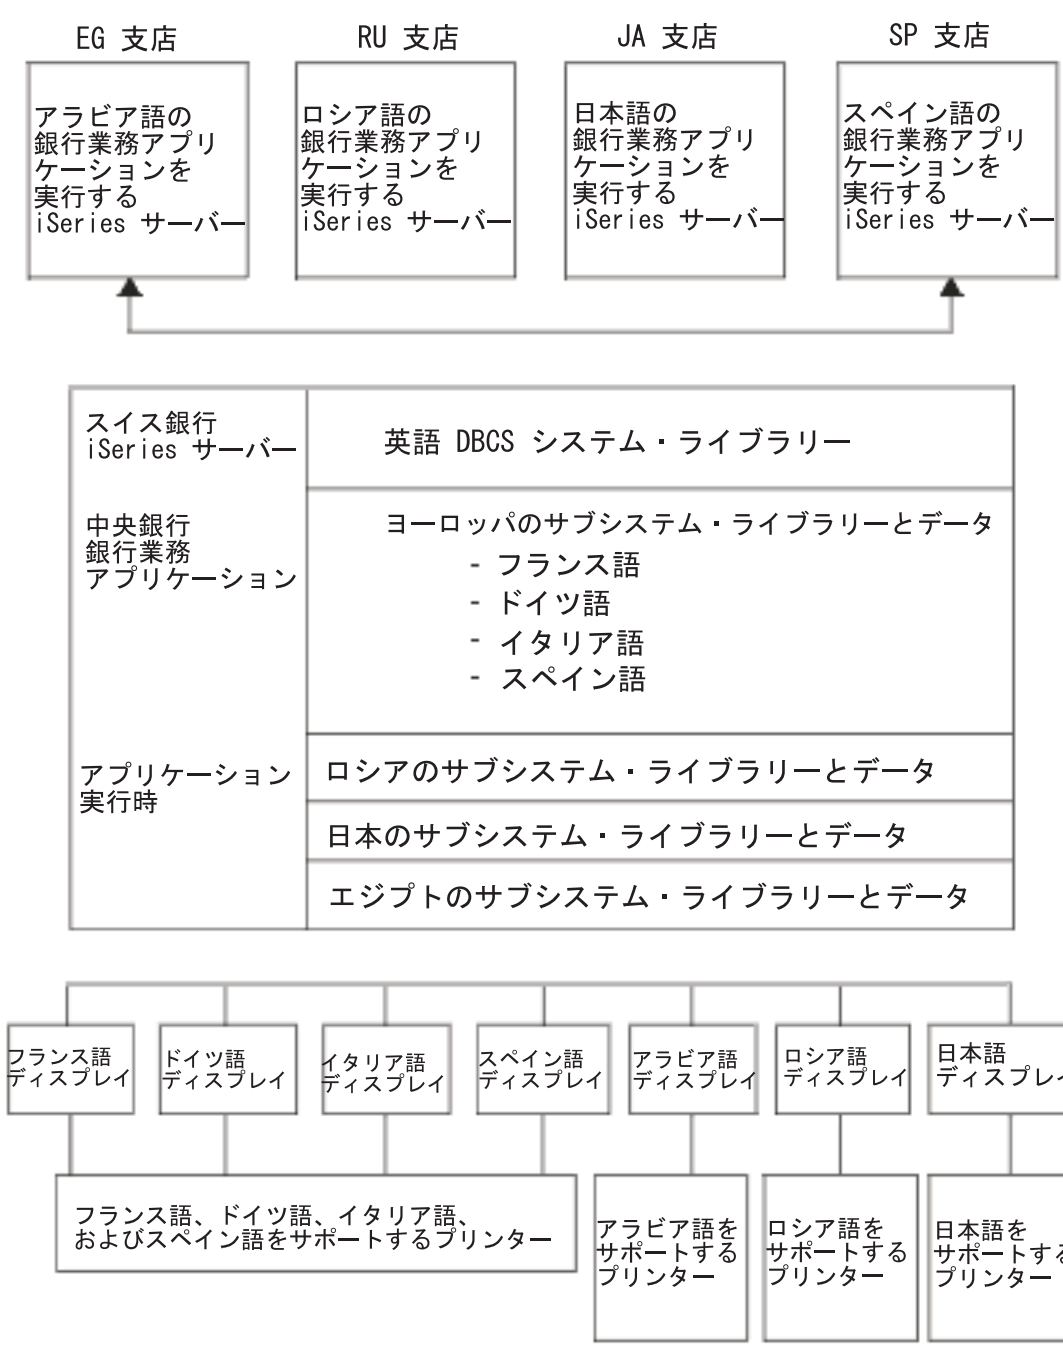 EG 支店
RU 支店
JA 支店
SP 支店
アラビア語の
銀行業務アプリ
ケーションを
実行する
iSeries サーバー
ロシア語の
銀行業務アプリ
ケーションを
実行する
iSeries サーバー
日本語の
銀行業務アプリ
ケーションを
実行する
iSeries サーバー
スペイン語の
銀行業務アプリ
ケーションを
実行する
iSeries サーバー
スイス銀行
iSeries サーバー
英語 DBCS システム・ライブラリー
中央銀行
銀行業務
アプリケーション
ヨーロッパのサブシステム・ライブラリーとデータ
- フランス語
- ドイツ語
- イタリア語
- スペイン語
アプリケーション
実行時
ロシアのサブシステム・ライブラリーとデータ
日本のサブシステム・ライブラリーとデータ
エジプトのサブシステム・ライブラリーとデータ
フランス語
ディスプレイ
ドイツ語
ディスプレイ
イタリア語
ディスプレイ
スペイン語
ディスプレイ
アラビア語
ディスプレイ
ロシア語
ディスプレイ
日本語
ディスプレイ
フランス語、ドイツ語、イタリア語、
およびスペイン語をサポートするプリンター
アラビア語を
サポートする
プリンター
ロシア語を
サポートする
プリンター
日本語を
サポートする
プリンター